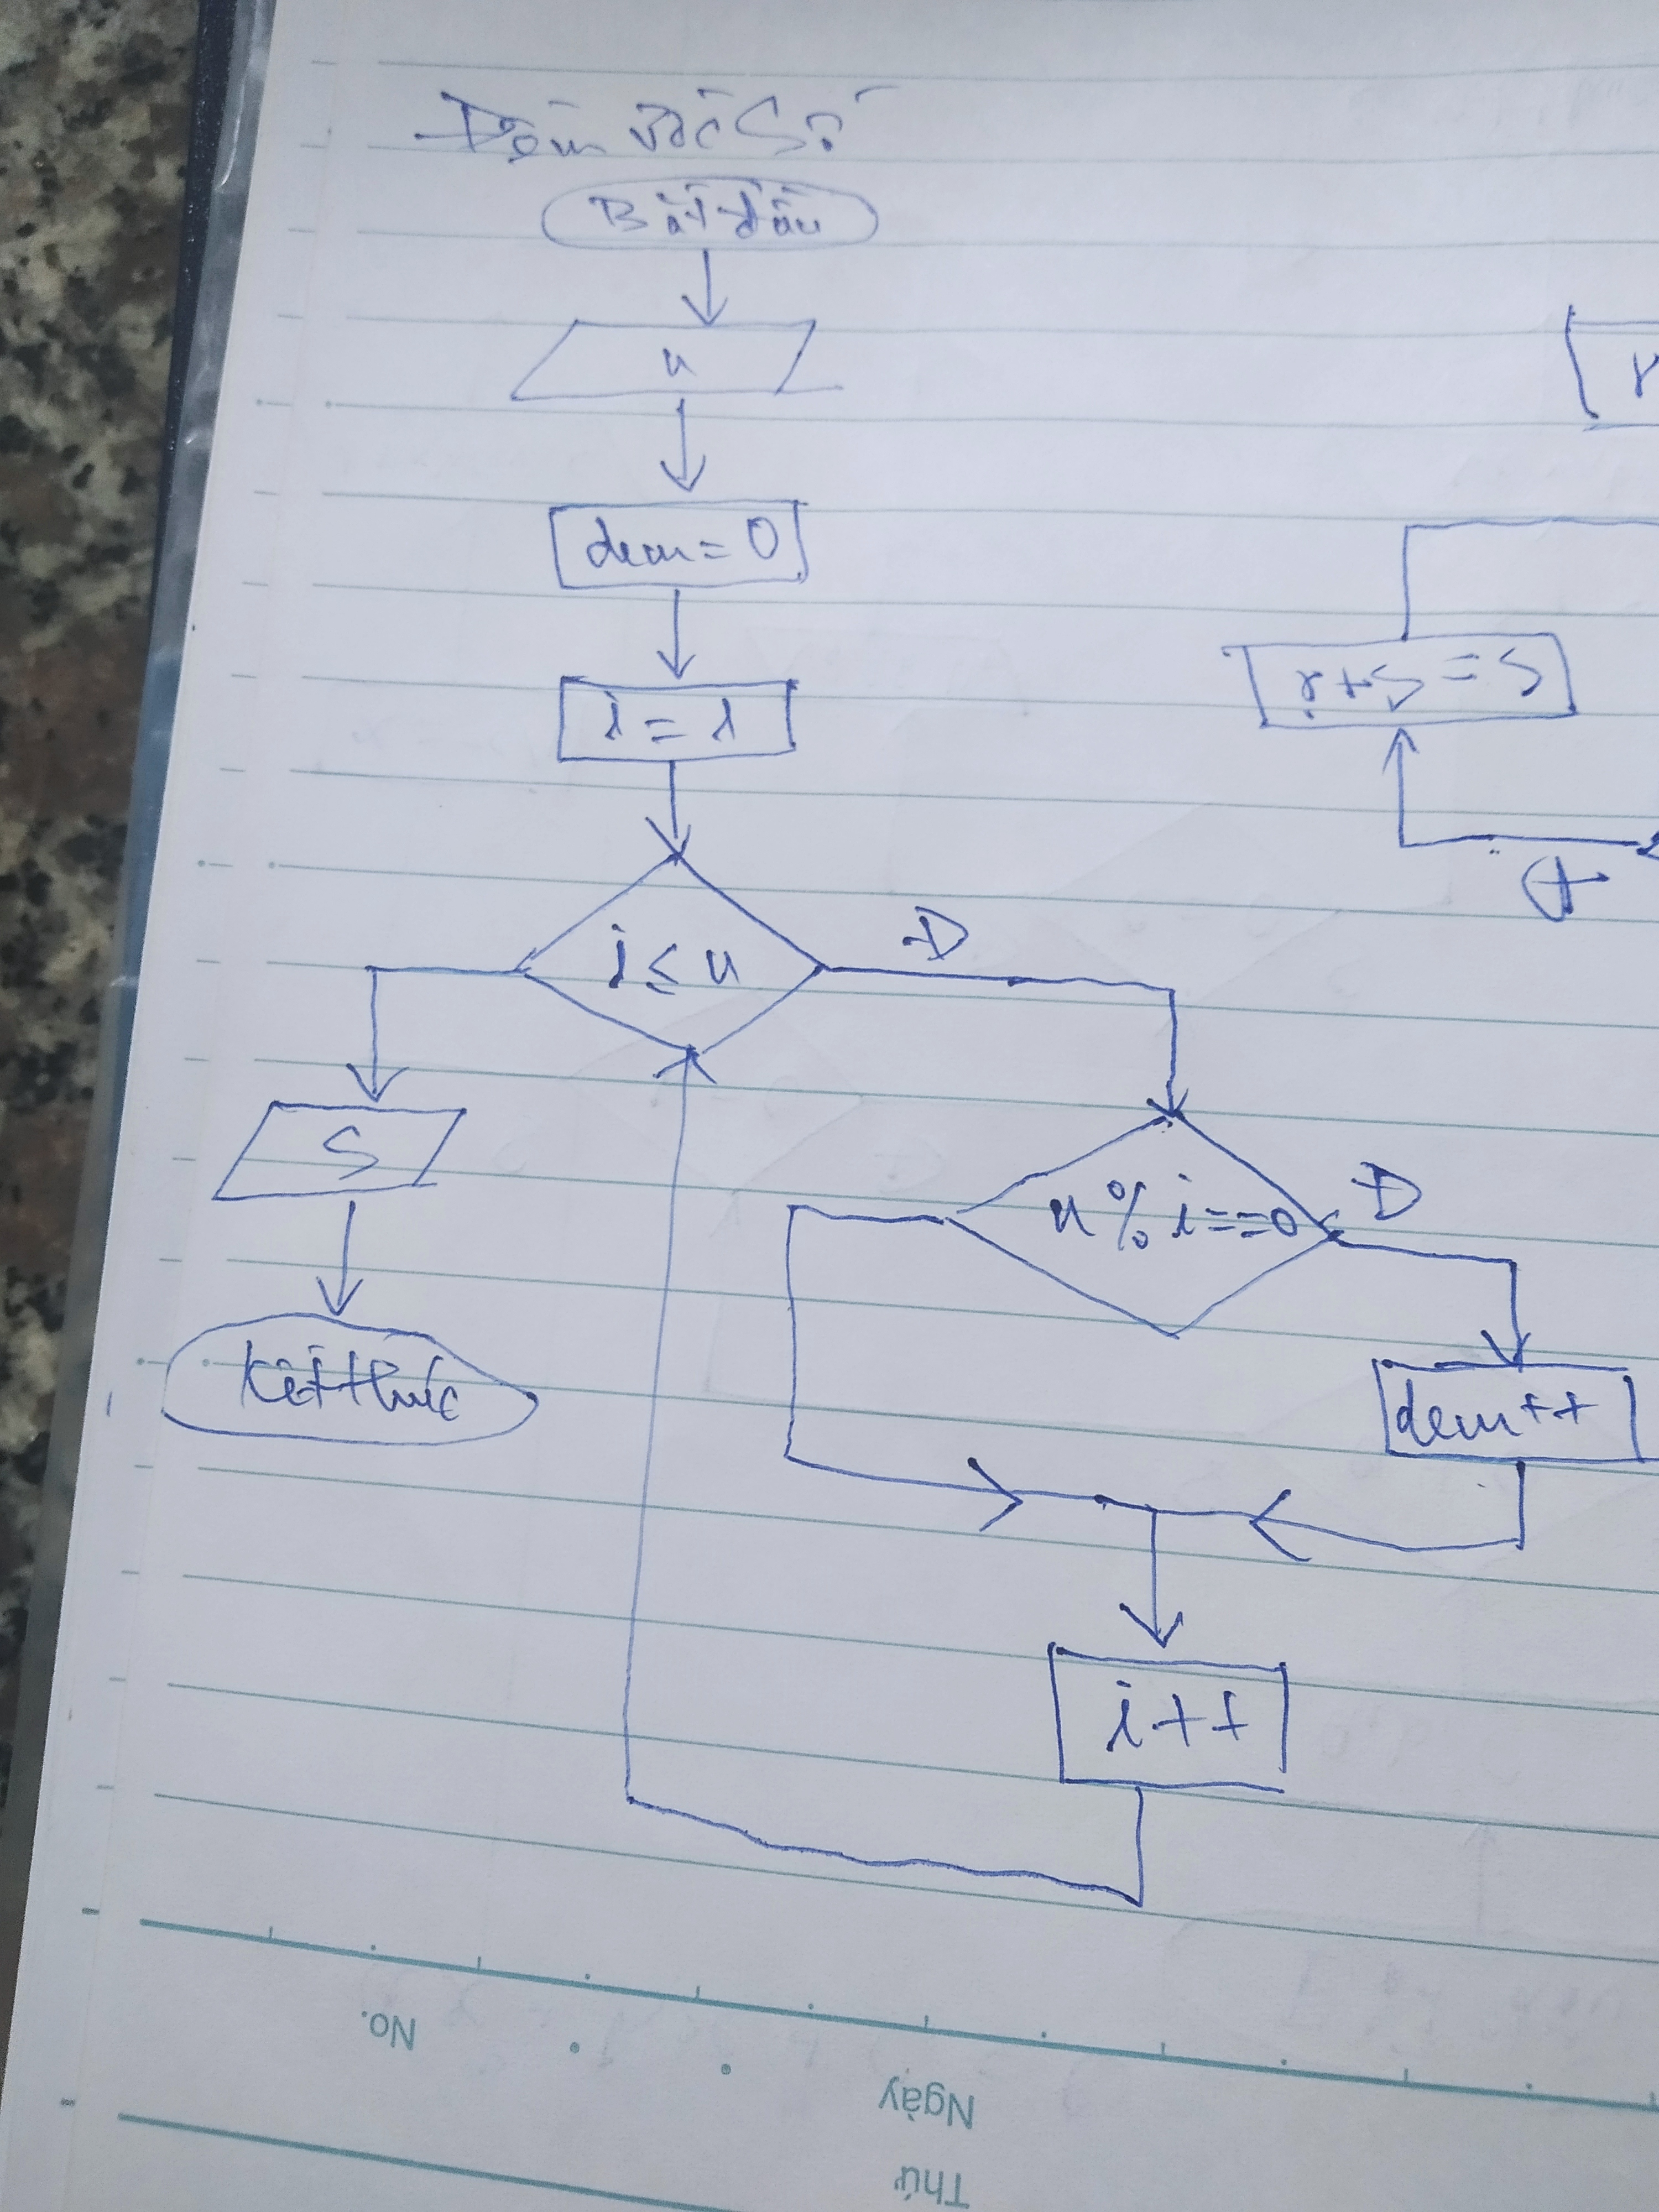 Đếm ước số
Bắt đầu
n
dem = 0
i = 1
i ≤ n
Đ
S
Kết thúc
n % i == 0
Đ
dem++
i++
r
r+S = S
Đ
No.
Ngày
Thứ